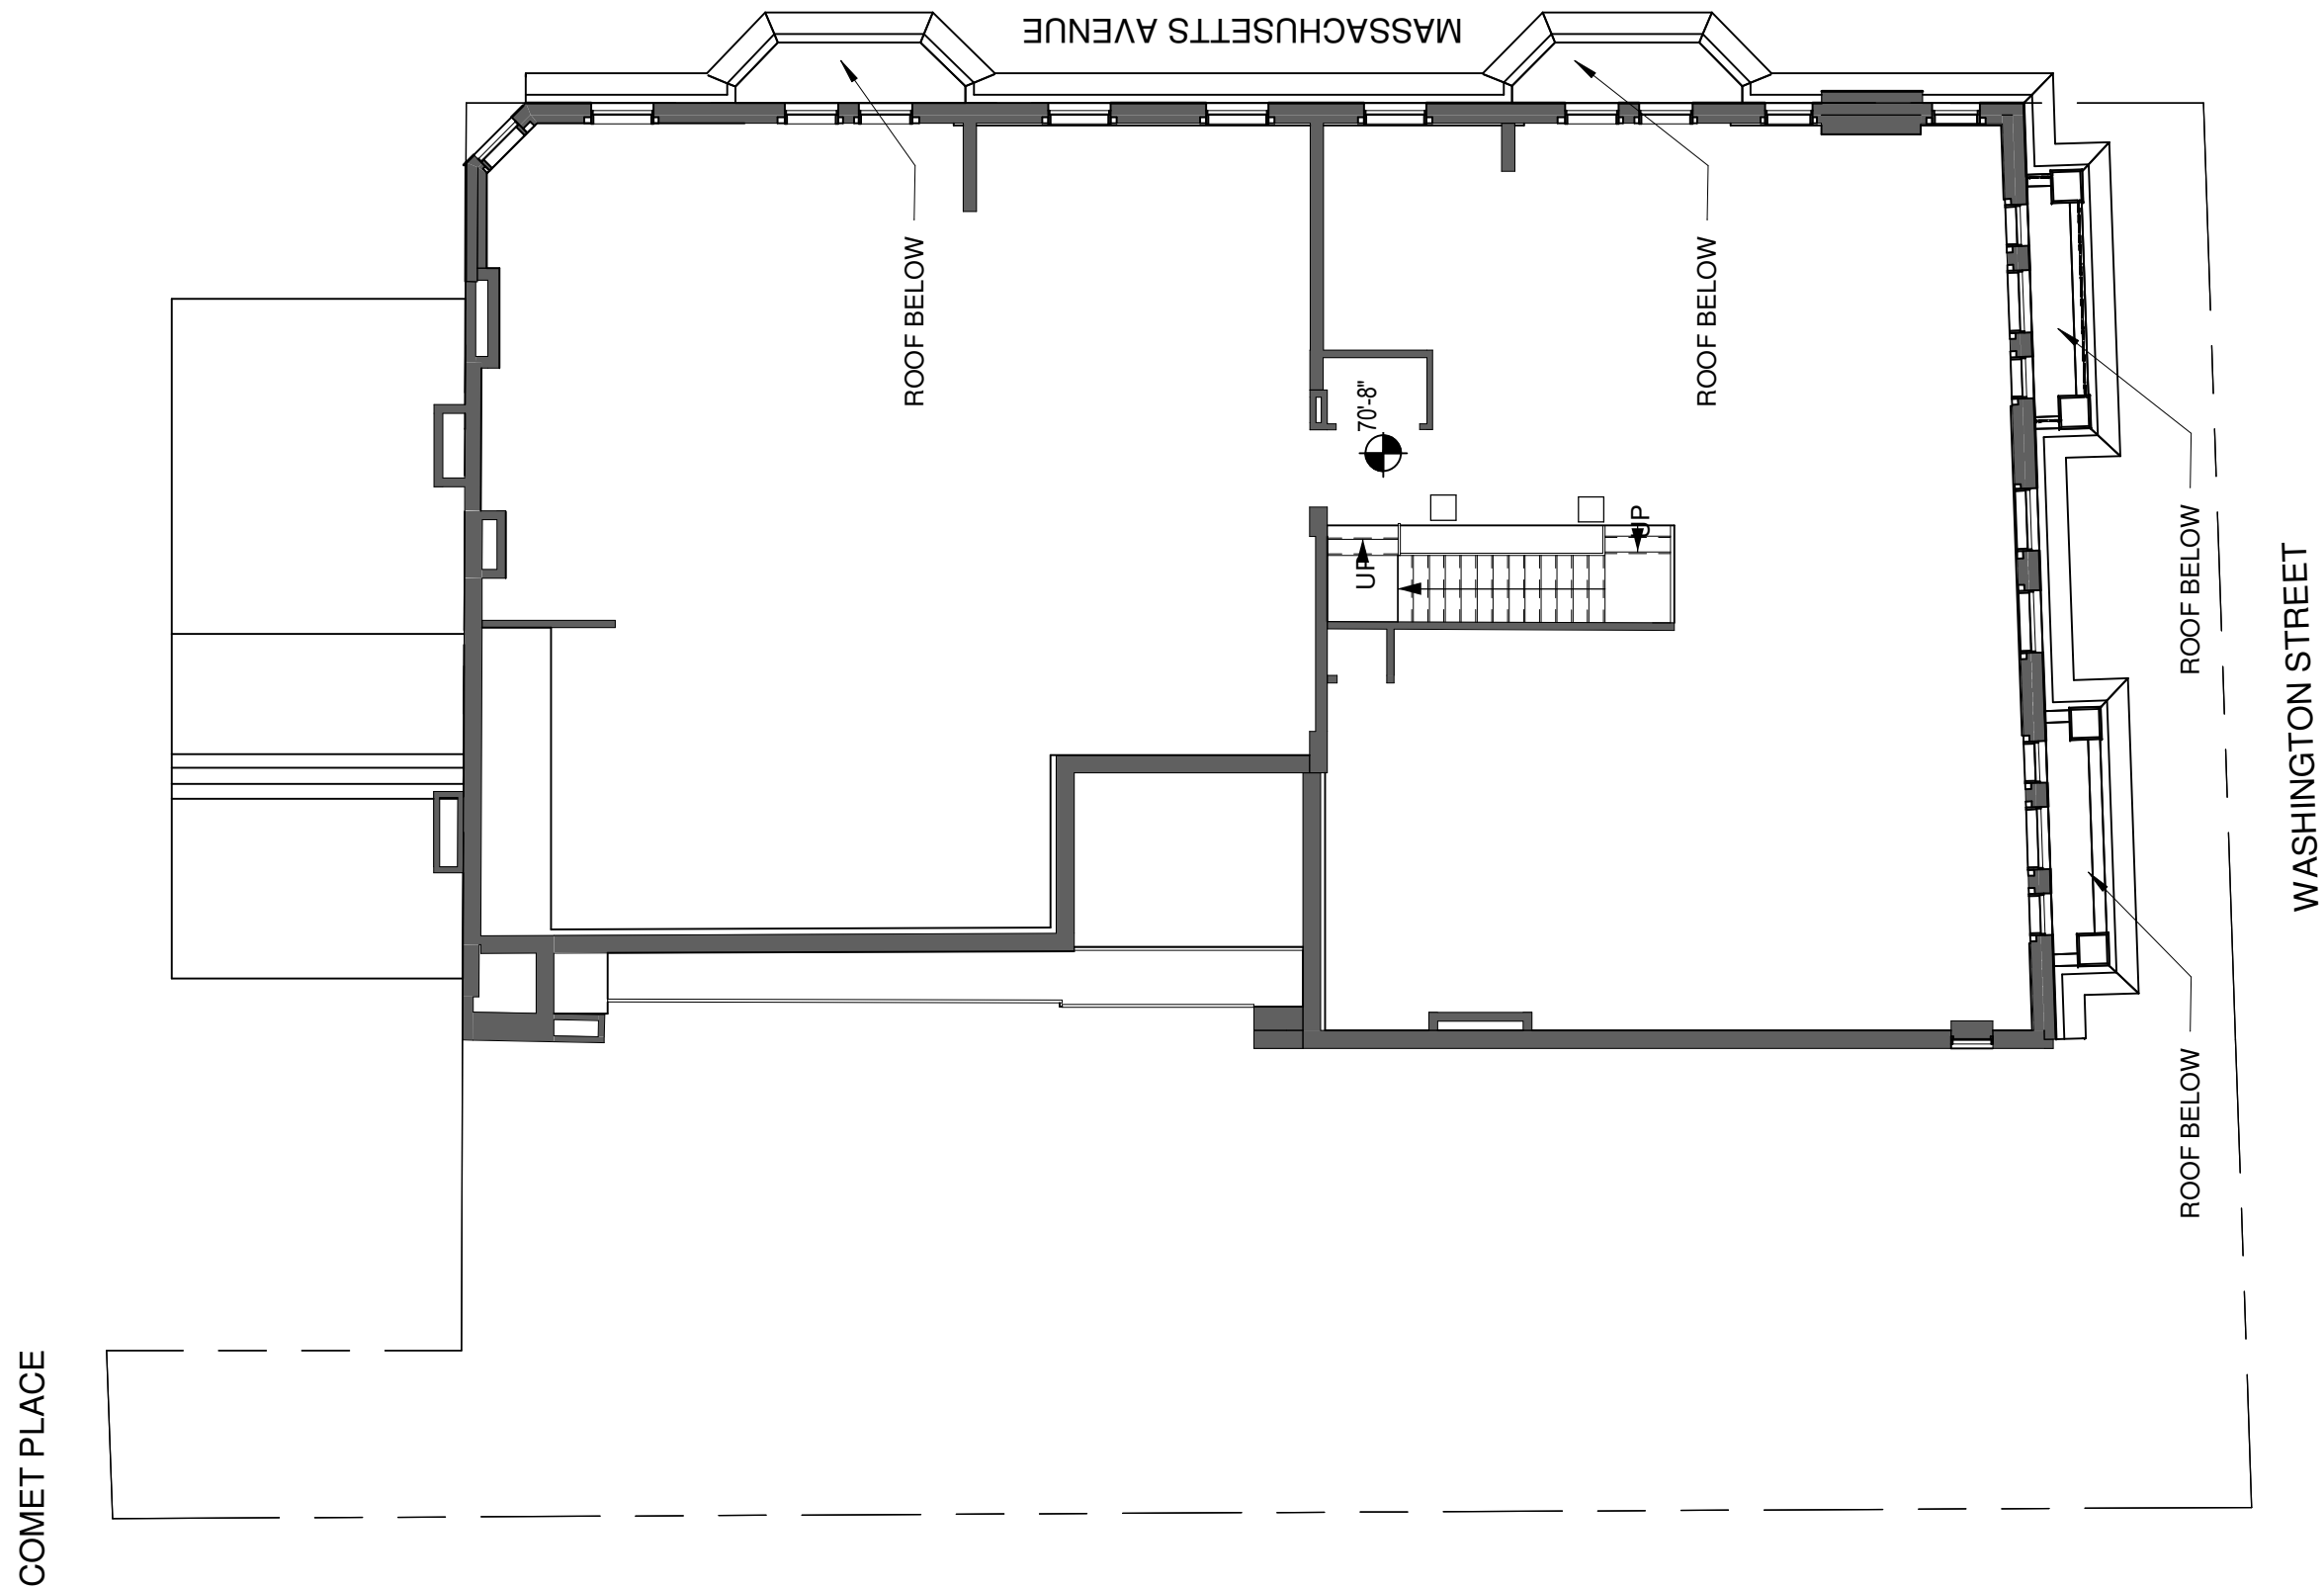 MASSACHUSETTS AVENUE
ROOF BELOW
ROOF BELOW
70'-8"
UP
UP
ROOF BELOW
WASHINGTON STREET
ROOF BELOW
COMET PLACE